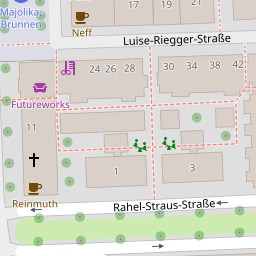 Majolika-
Brunnen
17
19
21
Neff
Luise-Riegger-Straße
24 26 28
30 34 38 42
Futureworks
11
1
3
Reinmuth
Rahel-Straus-Straße